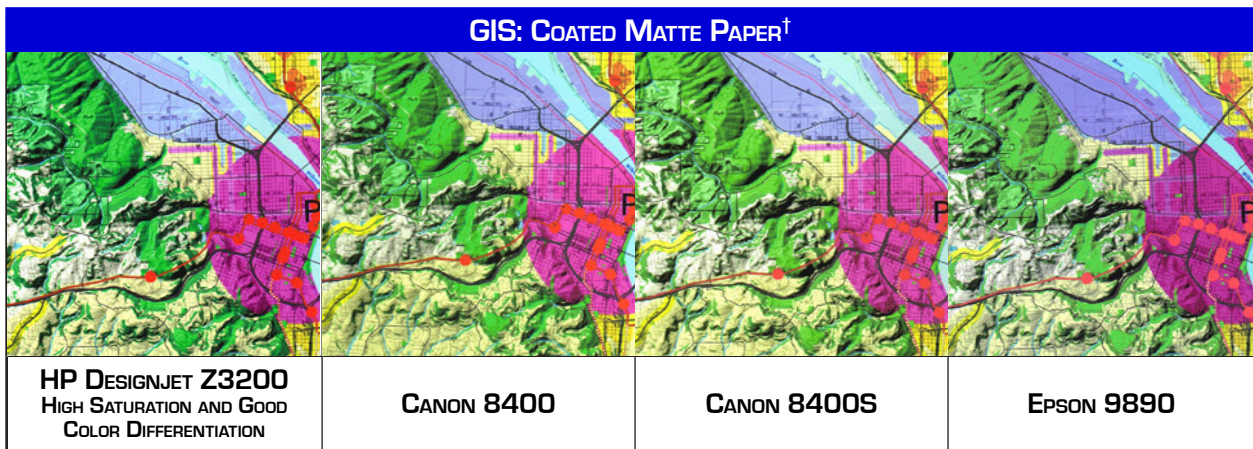 GIS: Coated Matte Paper†
P
P
P
P
HP Designjet Z3200
High Saturation and Good
Color Differentiation
Canon 8400
Canon 8400S
Epson 9890